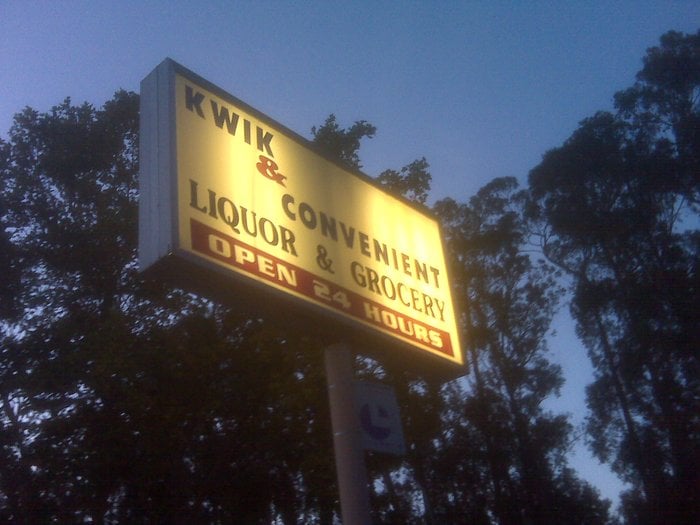 KWIK
&
CONVENIENT
LIQUOR & GROCERY
OPEN 24 HOURS